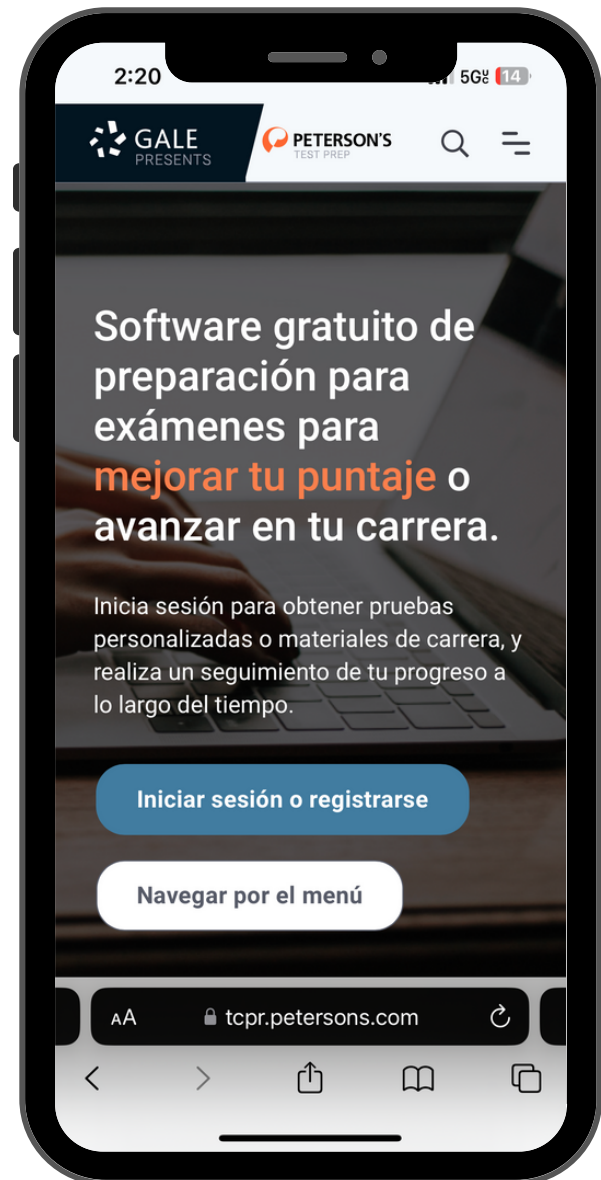 2:20
5G
14
GALE
PRESENTS
PETERSON'S
TEST PREP
Software gratuito de
preparación para
exámenes para
mejorar tu puntaje o
avanzar en tu carrera.
Inicia sesión para obtener pruebas
personalizadas o materiales de carrera, y
realiza un seguimiento de tu progreso a
lo largo del tiempo.
Iniciar sesión o registrarse
Navegar por el menú
AA
tcpr.petersons.com